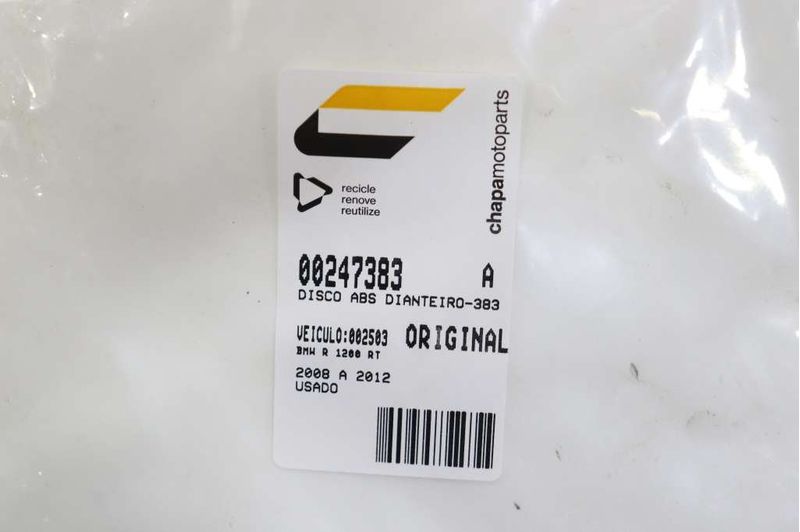 chapamotoparts
recicle
renove
reutilize
00247383 A
DISCO ABS DIANTEIRO-383
VEICULO:002503 ORIGINAL
BMW R 1200 RT
2008 A 2012
USADO